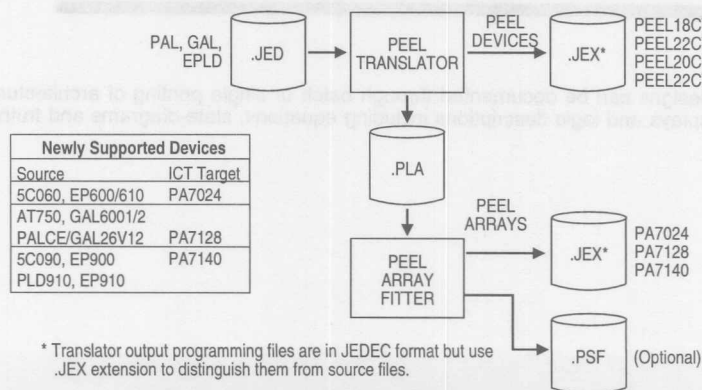 PAL, GAL,
EPLD
.JED
PEEL
TRANSLATOR
PEEL
DEVICES
.JEX*
PEEL18C
PEEL22C
PEEL20C
PEEL22C
.PLA
Newly Supported Devices
Source ICT Target
5C060, EP600/610 PA7024
AT750, GAL6001/2
PALCE/GAL26V12 PA7128
5C090, EP900 PA7140
PLD910, EP910
PEEL
ARRAY
FITTER
PEEL
ARRAYS
.JEX*
PA7024
PA7128
PA7140
.PSF
(Optional)
* Translator output programming files are in JEDEC format but use
.JEX extension to distinguish them from source files.